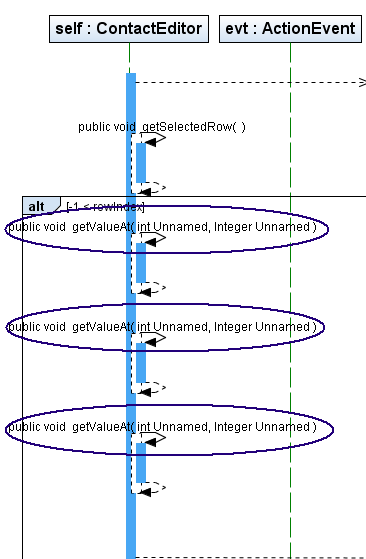 self : ContactEditor
evt : ActionEvent
public void getSelectedRow( )
alt [-1 < rowIndex]
public void getValueAt( int Unnamed, Integer Unnamed )
public void getValueAt( int Unnamed, Integer Unnamed )
public void getValueAt( int Unnamed, Integer Unnamed )